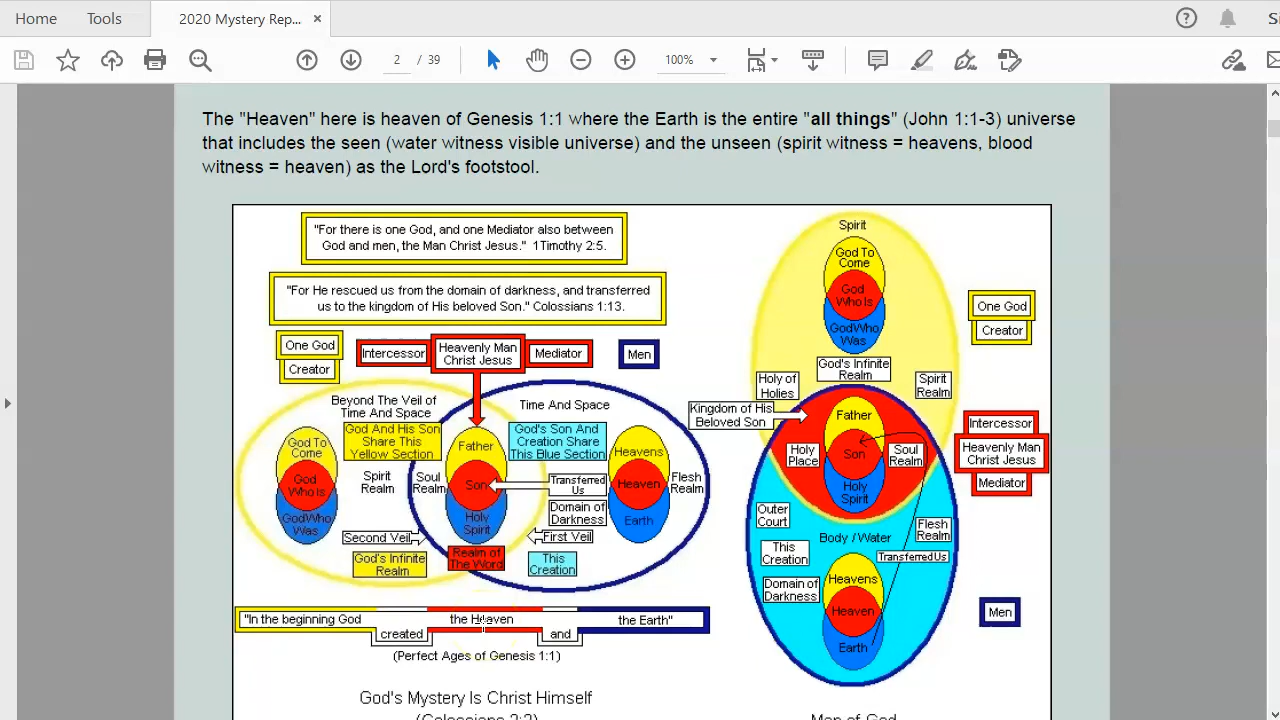 Home
Tools
2020 Mystery Rep...
2 / 39
100%
The "Heaven" here is heaven of Genesis 1:1 where the Earth is the entire "all things" (John 1:1-3) universe
that includes the seen (water witness visible universe) and the unseen (spirit witness = heavens, blood
witness = heaven) as the Lord's footstool.
"For there is one God, and one Mediator also between
God and men, the Man Christ Jesus." 1Timothy 2:5.
"For He rescued us from the domain of darkness, and transferred
us to the kingdom of His beloved Son." Colossians 1:13.
One God
Creator
Intercessor
Heavenly Man
Christ Jesus
Mediator
Men
Beyond The Veil of
Time And Space
Time And Space
God And His Son
Share This
Yellow Section
God's Son And
Creation Share
This Blue Section
God To
Come
God
Who Is
God Who
Was
Spirit
Realm
Soul
Realm
Father
Son
Holy
Spirit
Transferred
Us
Domain of
Darkness
Heavens
Heaven
Earth
Flesh
Realm
Second Veil
First Veil
God's Infinite
Realm
Realm of
The Word
This
Creation
"In the beginning God
created
the Heaven
and
the Earth"
(Perfect Ages of Genesis 1:1)
God's Mystery Is Christ Himself
(Colossians 2:2)
Spirit
God To
Come
God
Who Is
God Who
Was
God's Infinite
Realm
One God
Creator
Holy of
Holies
Spirit
Realm
Kingdom of His
Beloved Son
Father
Son
Holy
Spirit
Holy
Place
Soul
Realm
Intercessor
Heavenly Man
Christ Jesus
Mediator
Outer
Court
Body / Water
Flesh
Realm
This
Creation
Transferred Us
Domain of
Darkness
Heavens
Heaven
Earth
Men
Man of God